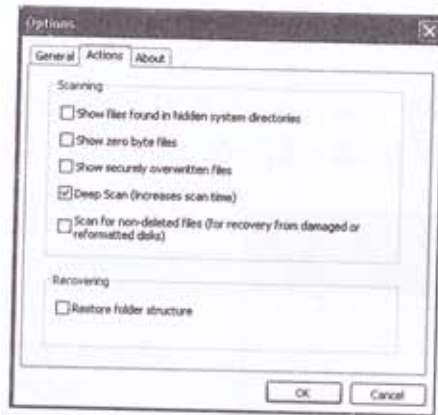 Options
General Actions About
Scanning
Show files found in hidden system directories
Show zero byte files
Show securely overwritten files
Deep Scan (increases scan time)
Scan for non-deleted files (for recovery from damaged or
reformatted disks)
Recovering
Restore folder structure
OK Cancel